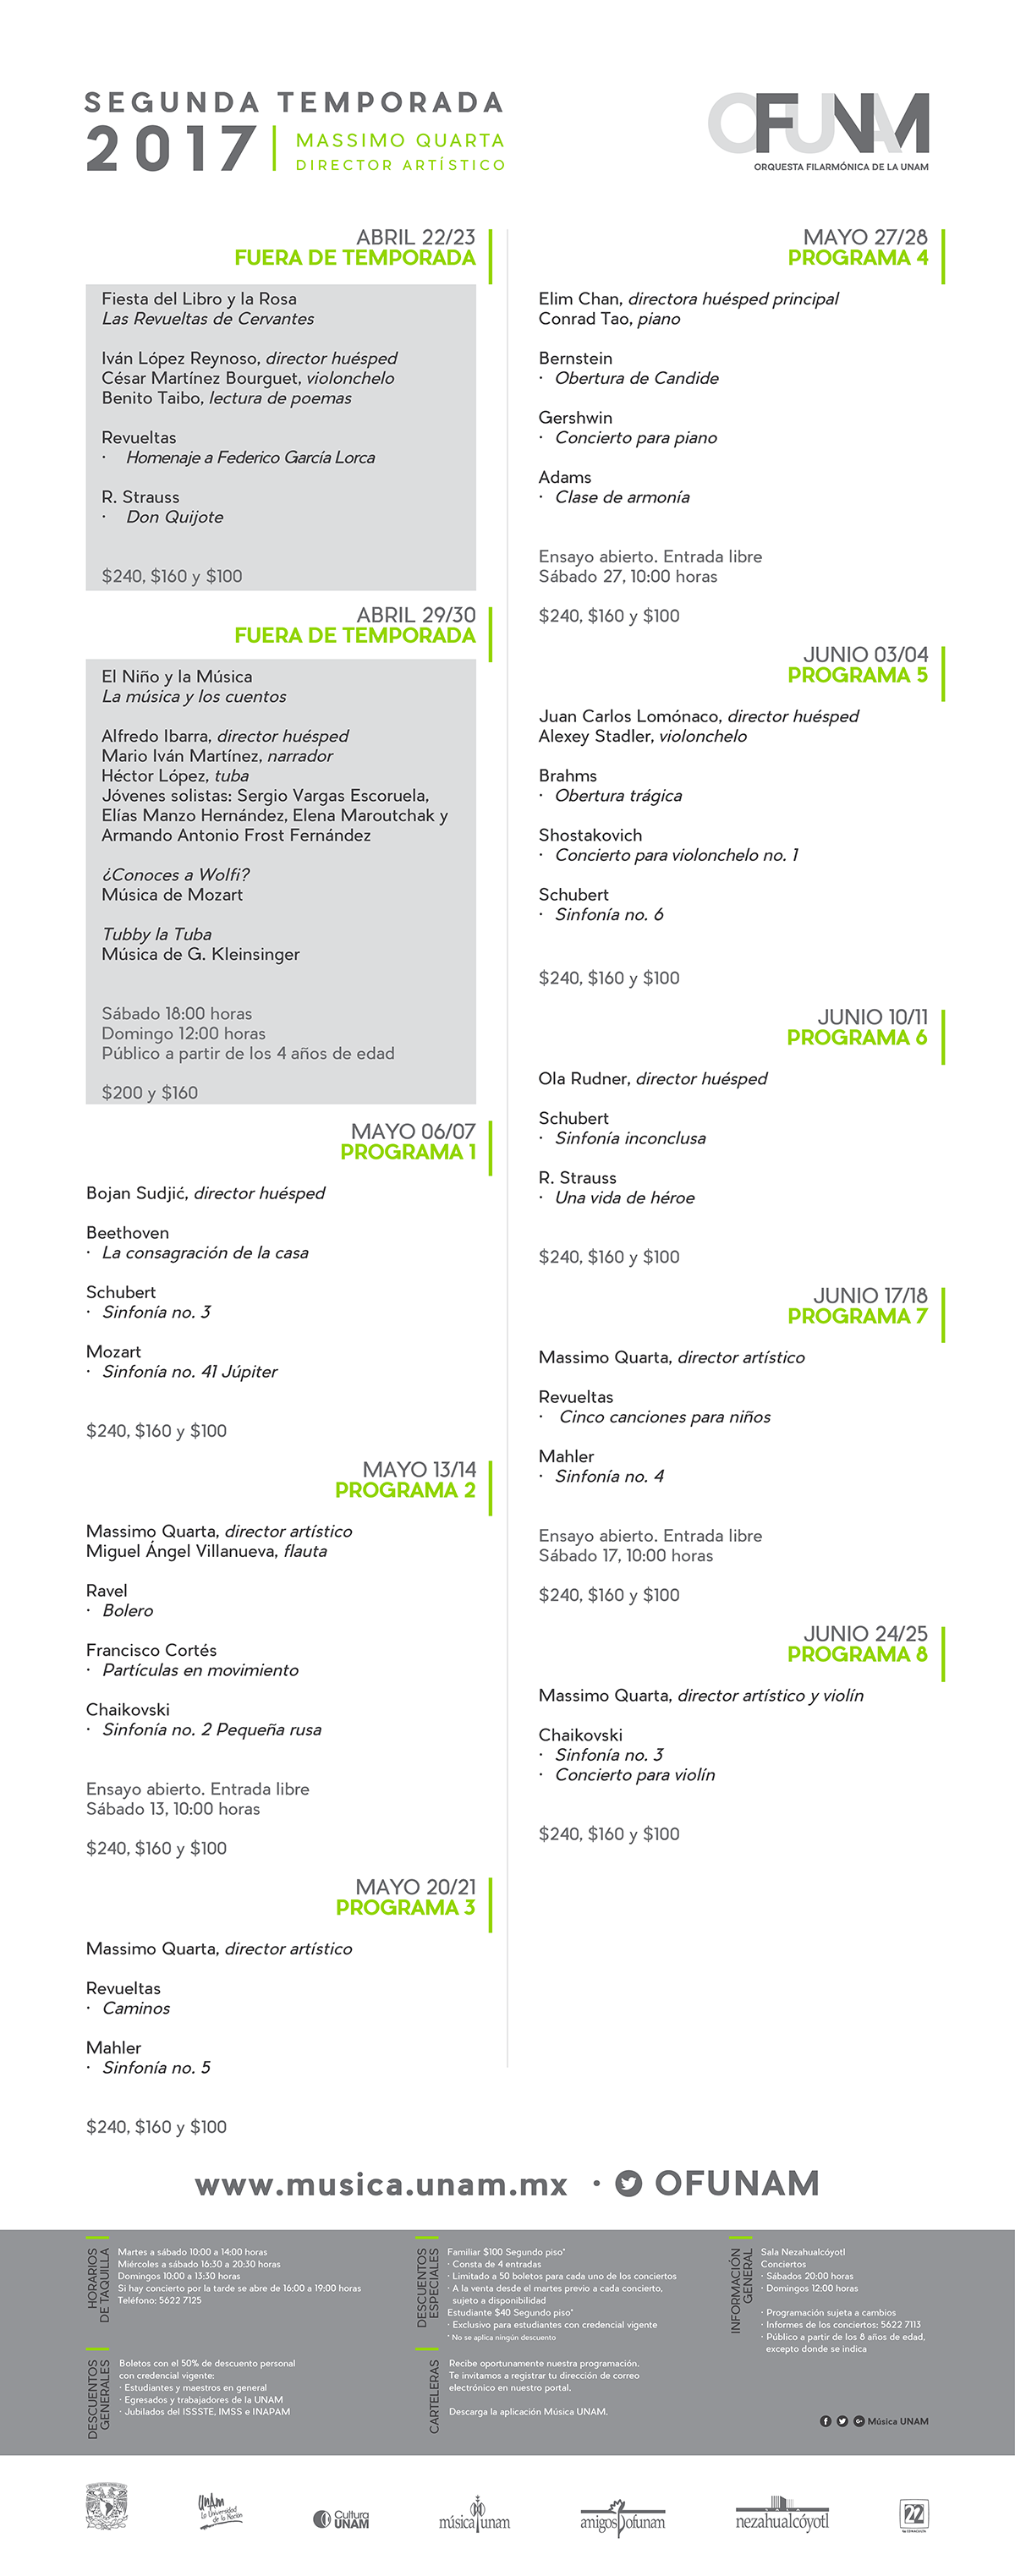 SEGUNDA TEMPORADA
2017
MASSIMO QUARTA
DIRECTOR ARTÍSTICO
OFUNAM
ORQUESTA FILARMÓNICA DE LA UNAM
ABRIL 22/23
FUERA DE TEMPORADA
Fiesta del Libro y la Rosa
Las Revueltas de Cervantes
Iván López Reynoso, director huésped
César Martínez Bourguet, violonchelo
Benito Taibo, lectura de poemas
Revueltas
· Homenaje a Federico García Lorca
R. Strauss
· Don Quijote
$240, $160 y $100
ABRIL 29/30
FUERA DE TEMPORADA
El Niño y la Música
La música y los cuentos
Alfredo Ibarra, director huésped
Mario Iván Martínez, narrador
Héctor López, tuba
Jóvenes solistas: Sergio Vargas Escoruela,
Elías Manzo Hernández, Elena Maroutchak y
Armando Antonio Frost Fernández
¿Conoces a Wolfi?
Música de Mozart
Tubby la Tuba
Música de G. Kleinsinger
Sábado 18:00 horas
Domingo 12:00 horas
Público a partir de los 4 años de edad
$200 y $160
MAYO 06/07
PROGRAMA 1
Bojan Sudjić, director huésped
Beethoven
· La consagración de la casa
Schubert
· Sinfonía no. 3
Mozart
· Sinfonía no. 41 Júpiter
$240, $160 y $100
MAYO 13/14
PROGRAMA 2
Massimo Quarta, director artístico
Miguel Ángel Villanueva, flauta
Ravel
· Bolero
Francisco Cortés
· Partículas en movimiento
Chaikovski
· Sinfonía no. 2 Pequeña rusa
Ensayo abierto. Entrada libre
Sábado 13, 10:00 horas
$240, $160 y $100
MAYO 20/21
PROGRAMA 3
Massimo Quarta, director artístico
Revueltas
· Caminos
Mahler
· Sinfonía no. 5
$240, $160 y $100
MAYO 27/28
PROGRAMA 4
Elim Chan, directora huésped principal
Conrad Tao, piano
Bernstein
· Obertura de Candide
Gershwin
· Concierto para piano
Adams
· Clase de armonía
Ensayo abierto. Entrada libre
Sábado 27, 10:00 horas
$240, $160 y $100
JUNIO 03/04
PROGRAMA 5
Juan Carlos Lomónaco, director huésped
Alexey Stadler, violonchelo
Brahms
· Obertura trágica
Shostakovich
· Concierto para violonchelo no. 1
Schubert
· Sinfonía no. 6
$240, $160 y $100
JUNIO 10/11
PROGRAMA 6
Ola Rudner, director huésped
Schubert
· Sinfonía inconclusa
R. Strauss
· Una vida de héroe
$240, $160 y $100
JUNIO 17/18
PROGRAMA 7
Massimo Quarta, director artístico
Revueltas
· Cinco canciones para niños
Mahler
· Sinfonía no. 4
Ensayo abierto. Entrada libre
Sábado 17, 10:00 horas
$240, $160 y $100
JUNIO 24/25
PROGRAMA 8
Massimo Quarta, director artístico y violín
Chaikovski
· Sinfonía no. 3
· Concierto para violín
$240, $160 y $100
www.musica.unam.mx · OFUNAM
HORARIOS
DE TAQUILLA
Martes a sábado 10:00 a 14:00 horas
Miércoles a sábado 16:30 a 20:30 horas
Domingos 10:00 a 13:30 horas
Si hay concierto por la tarde se abre de 16:00 a 19:00 horas
Teléfono: 5622 7125
DESCUENTOS
GENERALES
Boletos con el 50% de descuento personal
con credencial vigente:
· Estudiantes y maestros en general
· Egresados y trabajadores de la UNAM
· Jubilados del ISSSTE, IMSS e INAPAM
DESCUENTOS
ESPECIALES
Familiar $100 Segundo piso*
· Consta de 4 entradas
· Limitado a 50 boletos para cada uno de los conciertos
· A la venta desde el martes previo a cada concierto,
sujeto a disponibilidad
Estudiante $40 Segundo piso*
· Exclusivo para estudiantes con credencial vigente
* No se aplica ningún descuento
CARTELERAS
Recibe oportunamente nuestra programación.
Te invitamos a registrar tu dirección de correo
electrónico en nuestro portal.
Descarga la aplicación Música UNAM.
INFORMACIÓN
GENERAL
Sala Nezahualcóyotl
Conciertos
· Sábados 20:00 horas
· Domingos 12:00 horas
· Programación sujeta a cambios
· Informes de los conciertos: 5622 7113
· Público a partir de los 8 años de edad,
excepto donde se indica
Música UNAM
UNAM
La Universidad
de la Nación
Cultura
UNAM
música unam
amigos ofunam
nezahualcóyotl
22